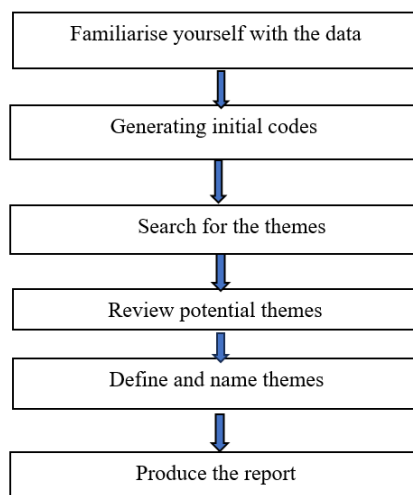 Familiarise yourself with the data
Generating initial codes
Search for the themes
Review potential themes
Define and name themes
Produce the report